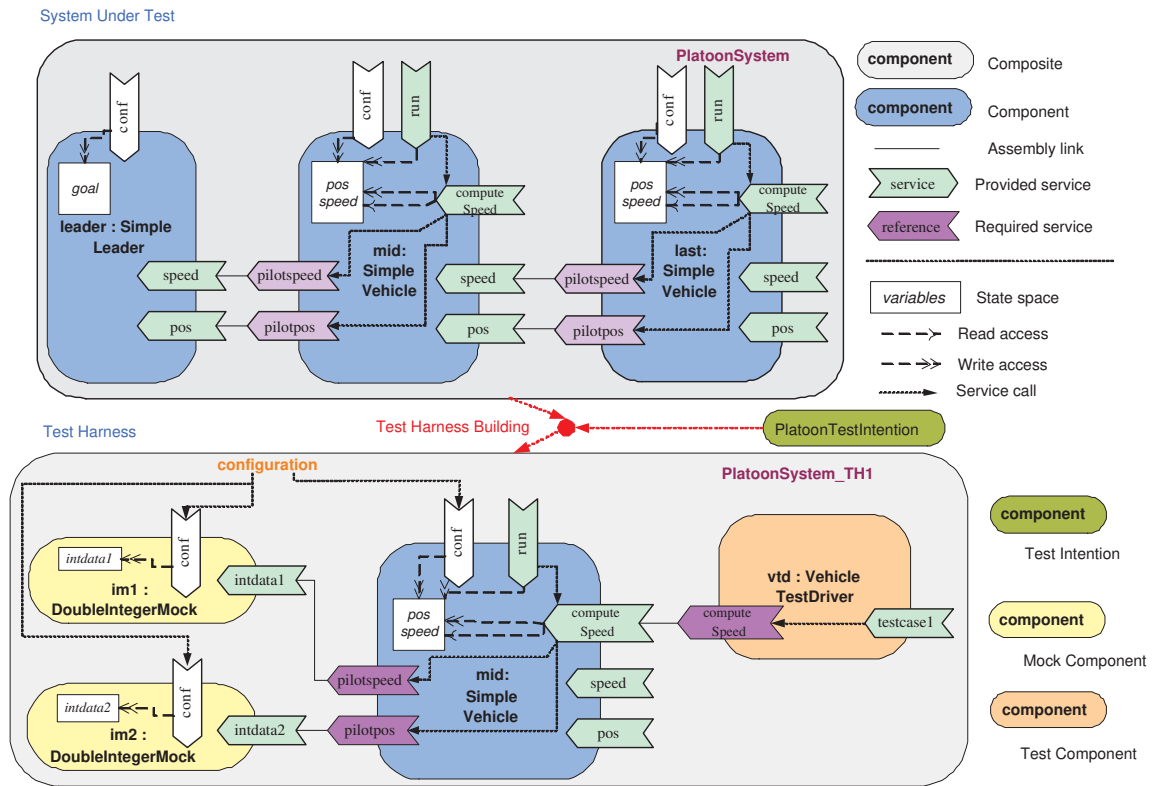 System Under Test
PlatoonSystem
conf
goal
leader : Simple
Leader
speed
pos
conf
run
pos
speed
compute
Speed
mid:
Simple
Vehicle
pilotspeed
pilotpos
speed
pos
conf
run
pos
speed
compute
Speed
last:
Simple
Vehicle
pilotspeed
pilotpos
speed
pos
component
Composite
component
Component
Assembly link
service
Provided service
reference
Required service
variables
State space
Read access
Write access
Service call
Test Harness
Test Harness Building
PlatoonTestIntention
configuration
PlatoonSystem_TH1
conf
intdata1
im1 :
DoubleIntegerMock
intdata1
conf
intdata2
im2 :
DoubleIntegerMock
intdata2
conf
run
pos
speed
compute
Speed
pilotspeed
pilotpos
mid:
Simple
Vehicle
speed
pos
vtd : Vehicle
TestDriver
compute
Speed
testcase1
component
Test Intention
component
Mock Component
component
Test Component